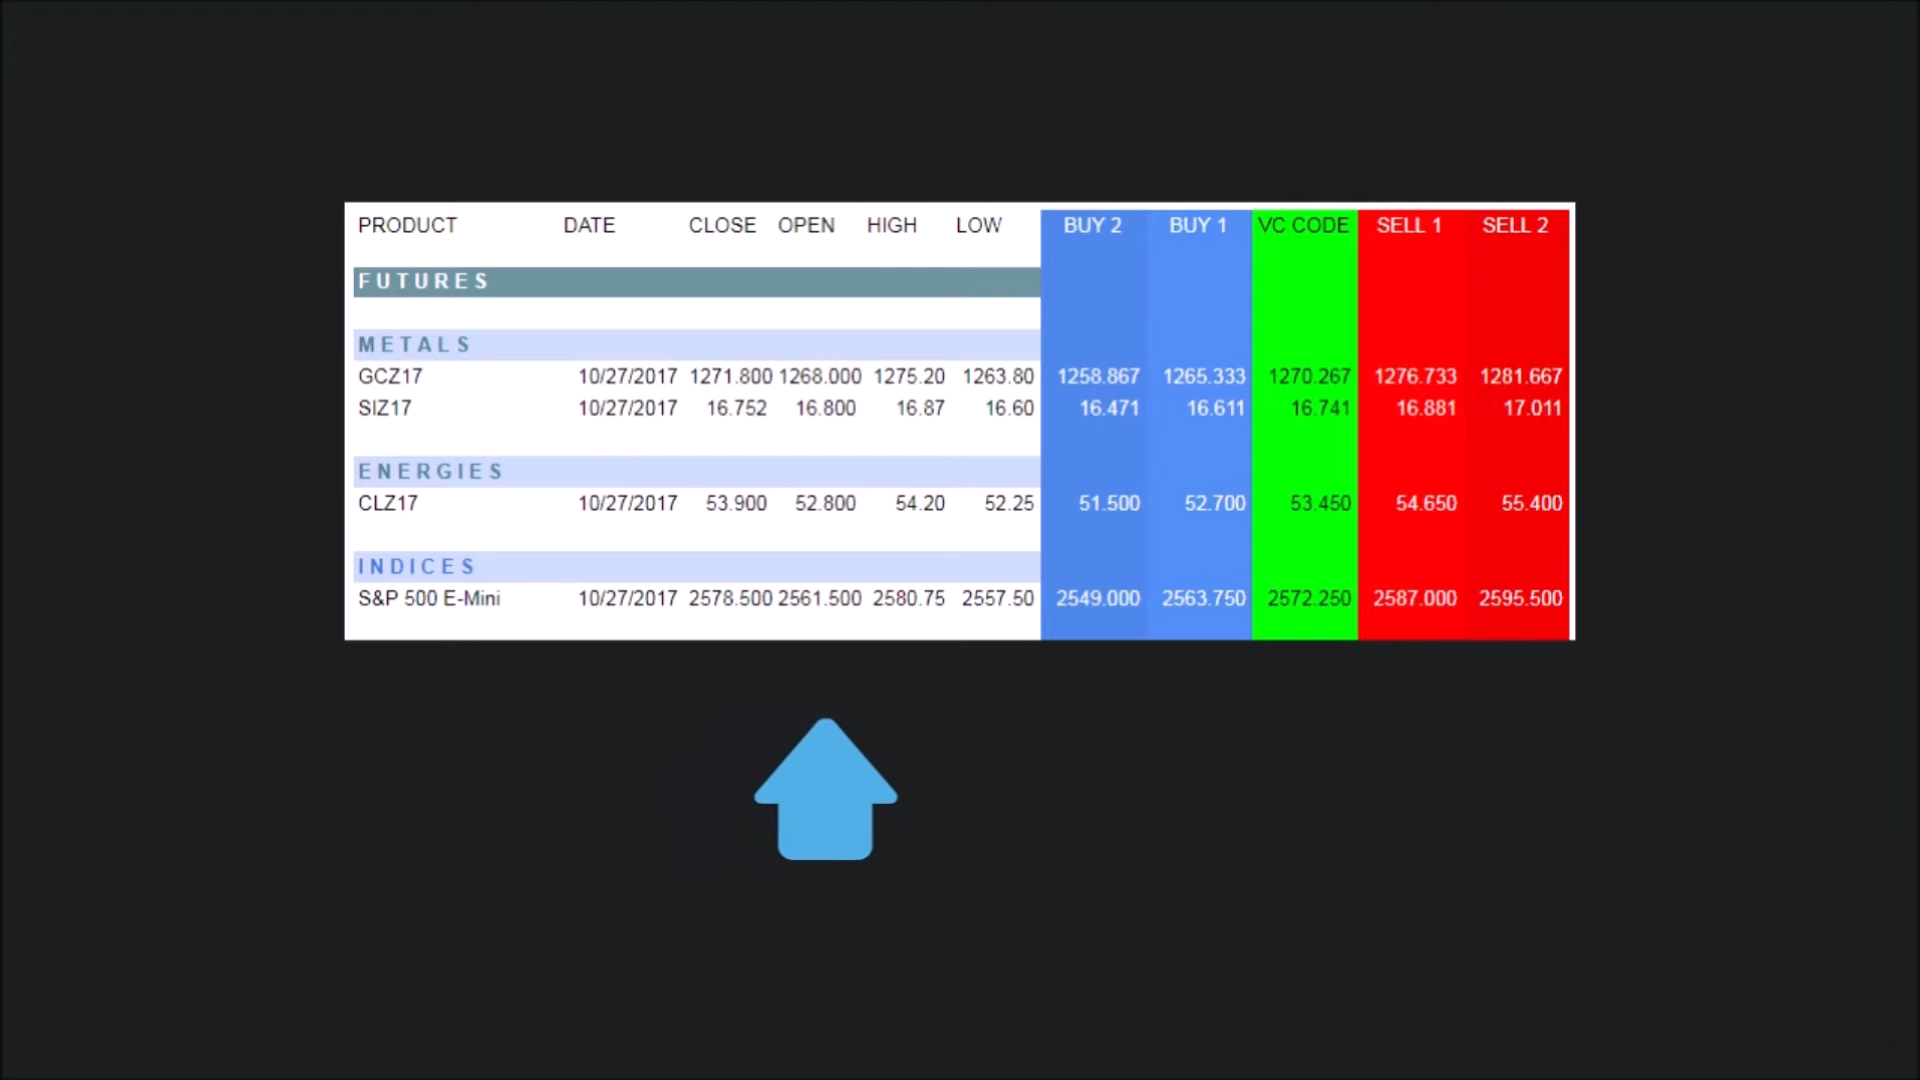 PRODUCT DATE CLOSE OPEN HIGH LOW BUY 2 BUY 1 VC CODE SELL 1 SELL 2
FUTURES
METALS
GCZ17 10/27/2017 1271.800 1268.000 1275.20 1263.80 1258.867 1265.333 1270.267 1276.733 1281.667
SIZ17 10/27/2017 16.752 16.800 16.87 16.60 16.471 16.611 16.741 16.881 17.011
ENERGIES
CLZ17 10/27/2017 53.900 52.800 54.20 52.25 51.500 52.700 53.450 54.650 55.400
INDICES
S&P 500 E-Mini 10/27/2017 2578.500 2561.500 2580.75 2557.50 2549.000 2563.750 2572.250 2587.000 2595.500